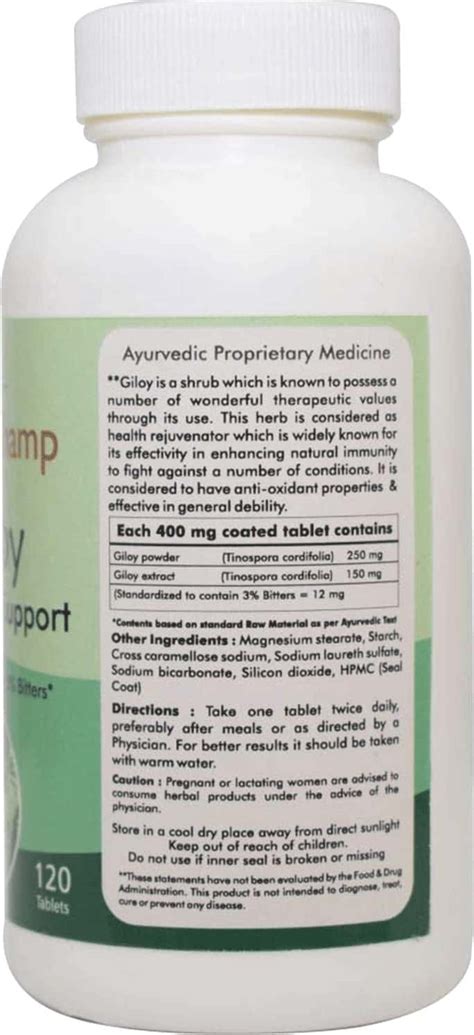 Ayurvedic Proprietary Medicine
**Giloy is a shrub which is known to possess a
number of wonderful therapeutic values
through its use. This herb is considered as
health rejuvenator which is widely known for
its effectivity in enhancing natural immunity
to fight against a number of conditions. It is
considered to have anti-oxidant properties &
effective in general debility.
Each 400 mg coated tablet contains
Giloy powder (Tinospora cordifolia) 250 mg
Giloy extract (Tinospora cordifolia) 150 mg
(Standardized to contain 3% Bitters = 12 mg
*Contents based on standard Raw Material as per Ayurvedic Text
Other Ingredients : Magnesium stearate, Starch,
Cross caramellose sodium, Sodium laureth sulfate,
Sodium bicarbonate, Silicon dioxide, HPMC (Seal
Coat)
Directions : Take one tablet twice daily,
preferably after meals or as directed by a
Physician. For better results it should be taken
with warm water.
Caution : Pregnant or lactating women are advised to
consume herbal products under the advice of the
physician.
Store in a cool dry place away from direct sunlight
Keep out of reach of children.
Do not use if inner seal is broken or missing
**These statements have not been evaluated by the Food & Drug
Administration. This product is not intended to diagnose, treat,
cure or prevent any disease.
amp
oy
upport
% Bitters*
120
Tablets